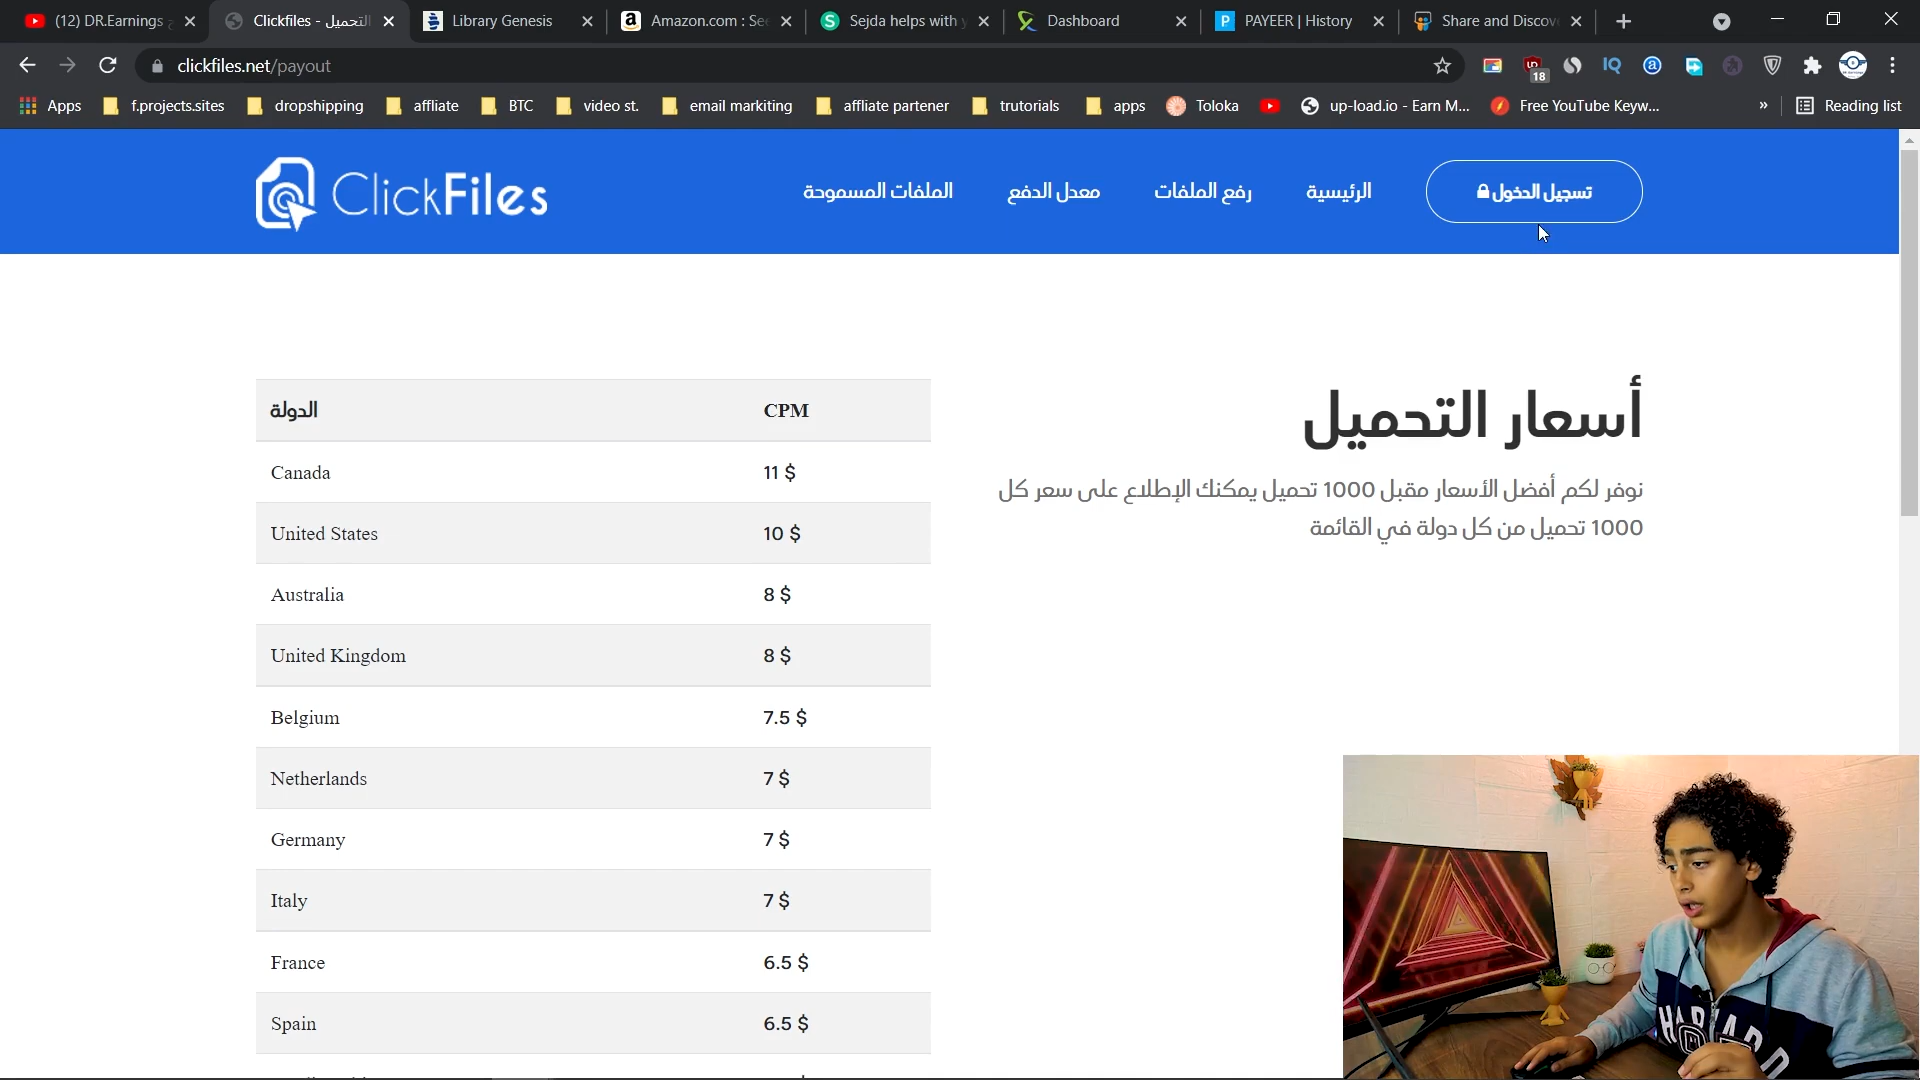 (12) DR.Earnings
Clickfiles - التحميل
Library Genesis
Amazon.com : Se
Sejda helps with y
Dashboard
PAYEER | History
Share and Discov
clickfiles.net/payout
18
Apps
f.projects.sites
dropshipping
affliate
BTC
video st.
email markiting
affliate partener
trutorials
apps
Toloka
up-load.io - Earn M...
Free YouTube Keyw...
»
Reading list
ClickFiles
تسجيل الدخول
الرئيسية
رفع الملفات
معدل الدفع
الملفات المسموحة
أسعار التحميل
نوفر لكم أفضل الأسعار مقبل 1000 تحميل يمكنك الإطلاع على سعر كل
1000 تحميل من كل دولة في القائمة
الدولة CPM
Canada 11 $
United States 10 $
Australia 8 $
United Kingdom 8 $
Belgium 7.5 $
Netherlands 7 $
Germany 7 $
Italy 7 $
France 6.5 $
Spain 6.5 $